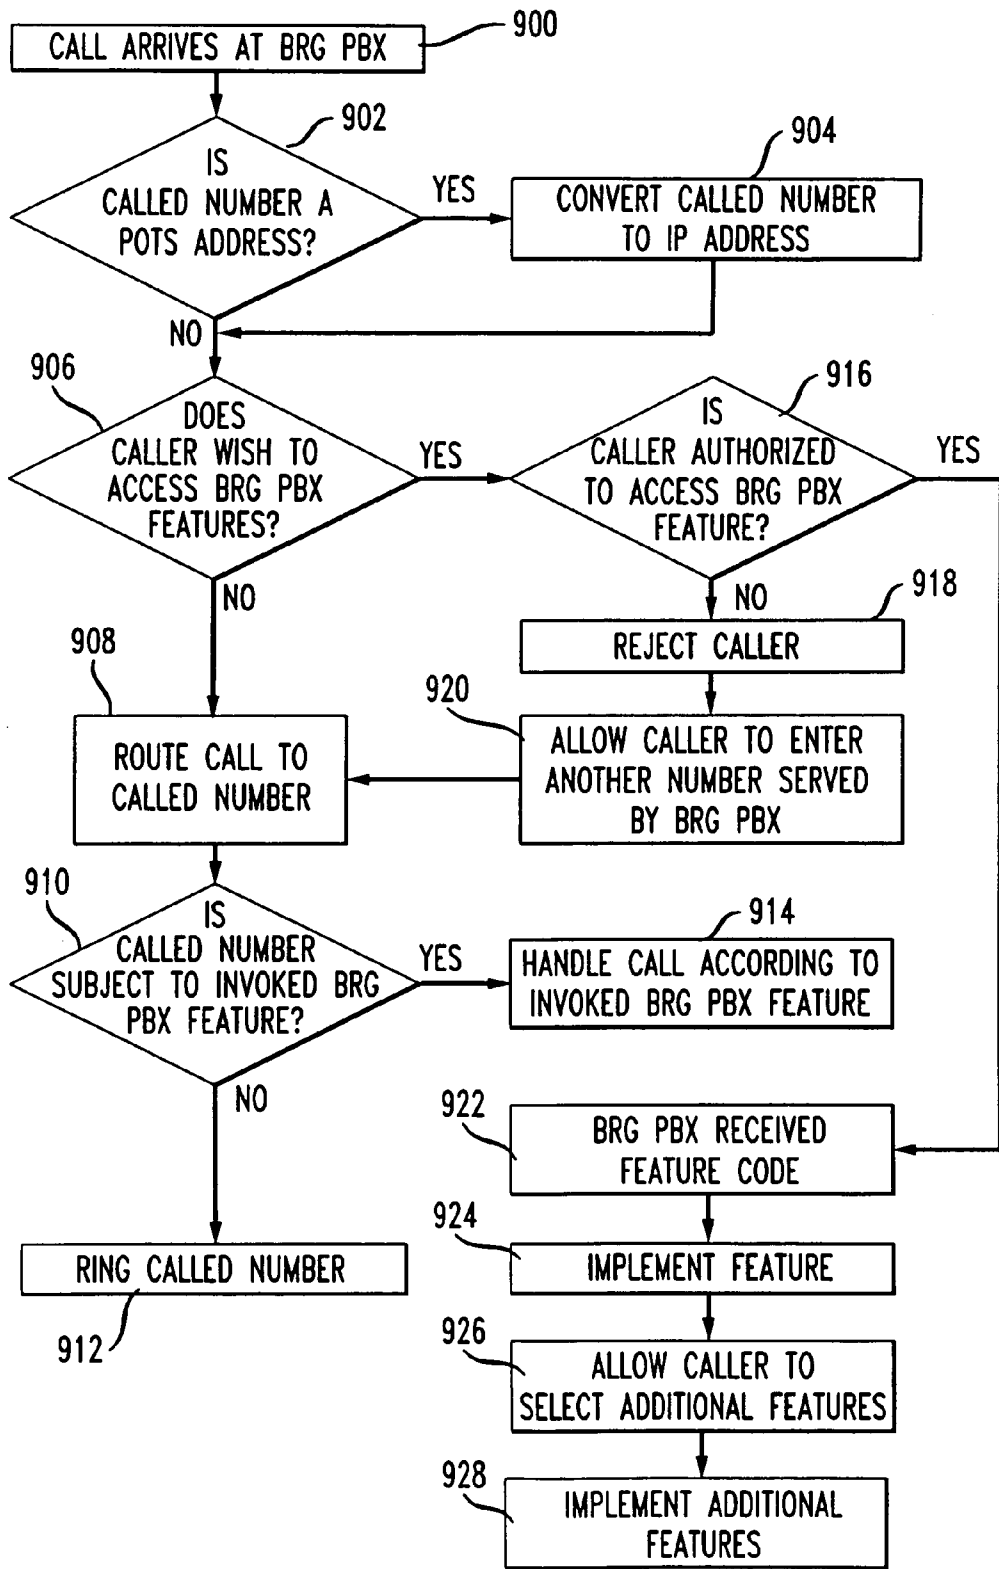 CALL ARRIVES AT BRG PBX
900
902
IS
CALLED NUMBER A
POTS ADDRESS?
YES
904
CONVERT CALLED NUMBER
TO IP ADDRESS
NO
906
DOES
CALLER WISH TO
ACCESS BRG PBX
FEATURES?
YES
916
IS
CALLER AUTHORIZED
TO ACCESS BRG PBX
FEATURE?
YES
NO
NO
918
REJECT CALLER
908
ROUTE CALL TO
CALLED NUMBER
920
ALLOW CALLER TO ENTER
ANOTHER NUMBER SERVED
BY BRG PBX
910
IS
CALLED NUMBER
SUBJECT TO INVOKED BRG
PBX FEATURE?
YES
914
HANDLE CALL ACCORDING TO
INVOKED BRG PBX FEATURE
NO
922
BRG PBX RECEIVED
FEATURE CODE
924
IMPLEMENT FEATURE
RING CALLED NUMBER
912
926
ALLOW CALLER TO
SELECT ADDITIONAL FEATURES
928
IMPLEMENT ADDITIONAL
FEATURES